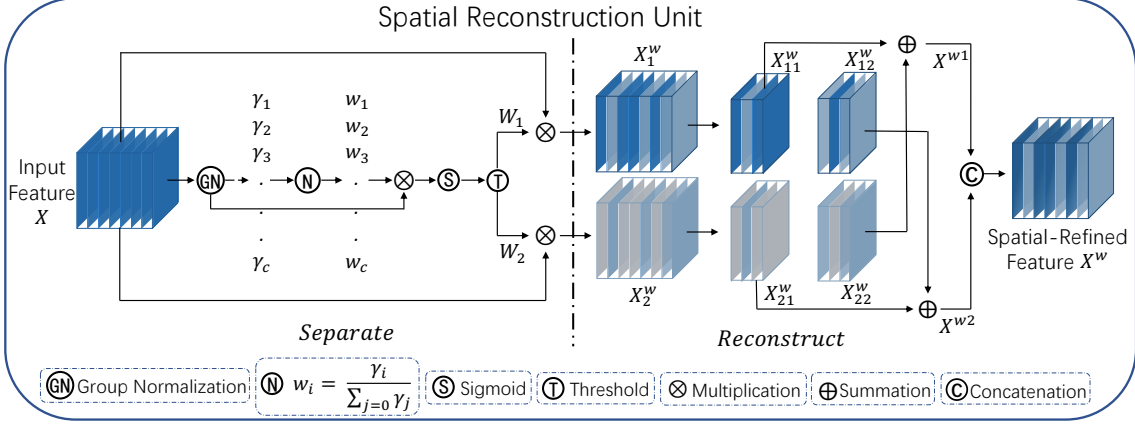 Spatial Reconstruction Unit
Input
Feature
X
GN
γ₁
γ₂
γ₃
.
.
.
γ_c
N
w₁
w₂
w₃
.
.
.
w_c
⊗
S
T
W₁
W₂
⊗
⊗
X₁ʷ
X₂ʷ
X₁₁ʷ
X₁₂ʷ
X₂₁ʷ
X₂₂ʷ
⊕
⊕
Xʷ¹
Xʷ²
C
Spatial-Refined
Feature Xʷ
Separate
Reconstruct
GN Group Normalization
N wᵢ = γᵢ / ∑ⱼ₌₀ γⱼ
S Sigmoid
T Threshold
⊗ Multiplication
⊕ Summation
C Concatenation